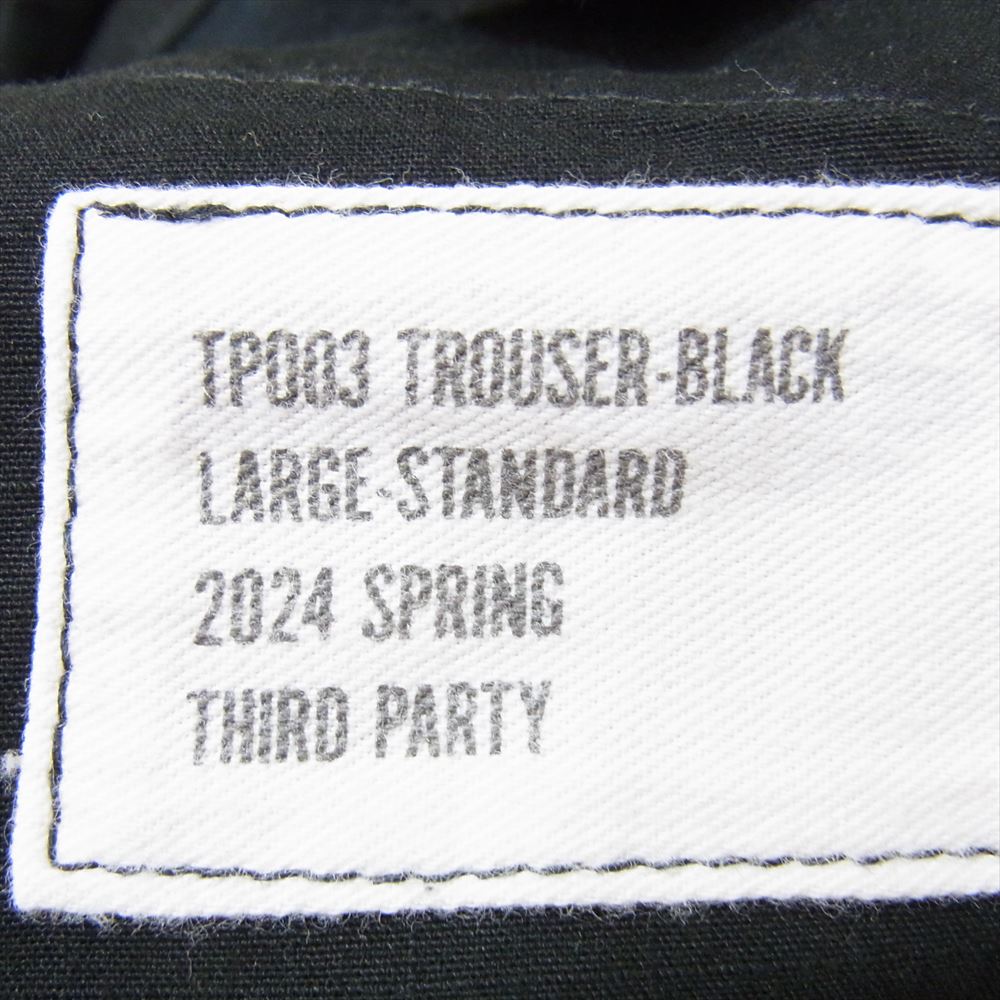 TP003 TROUSER-BLACK
LARGE-STANDARD
2024 SPRING
THIRD PARTY